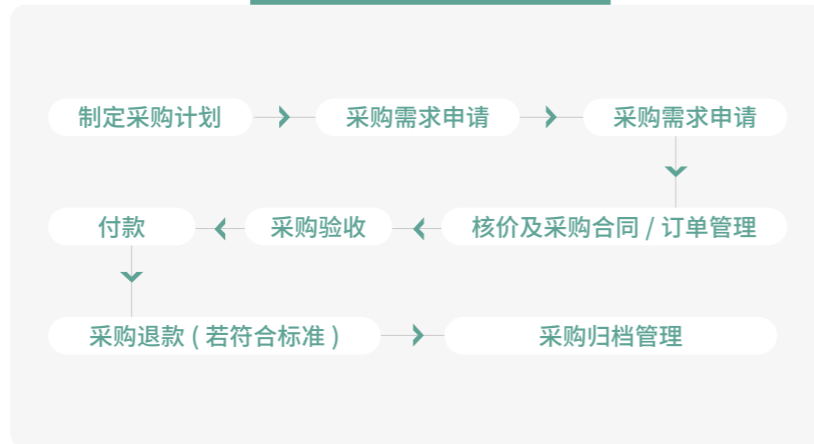 制定采购计划
采购需求申请
采购需求申请
核价及采购合同 / 订单管理
采购验收
付款
采购退款 ( 若符合标准 )
采购归档管理